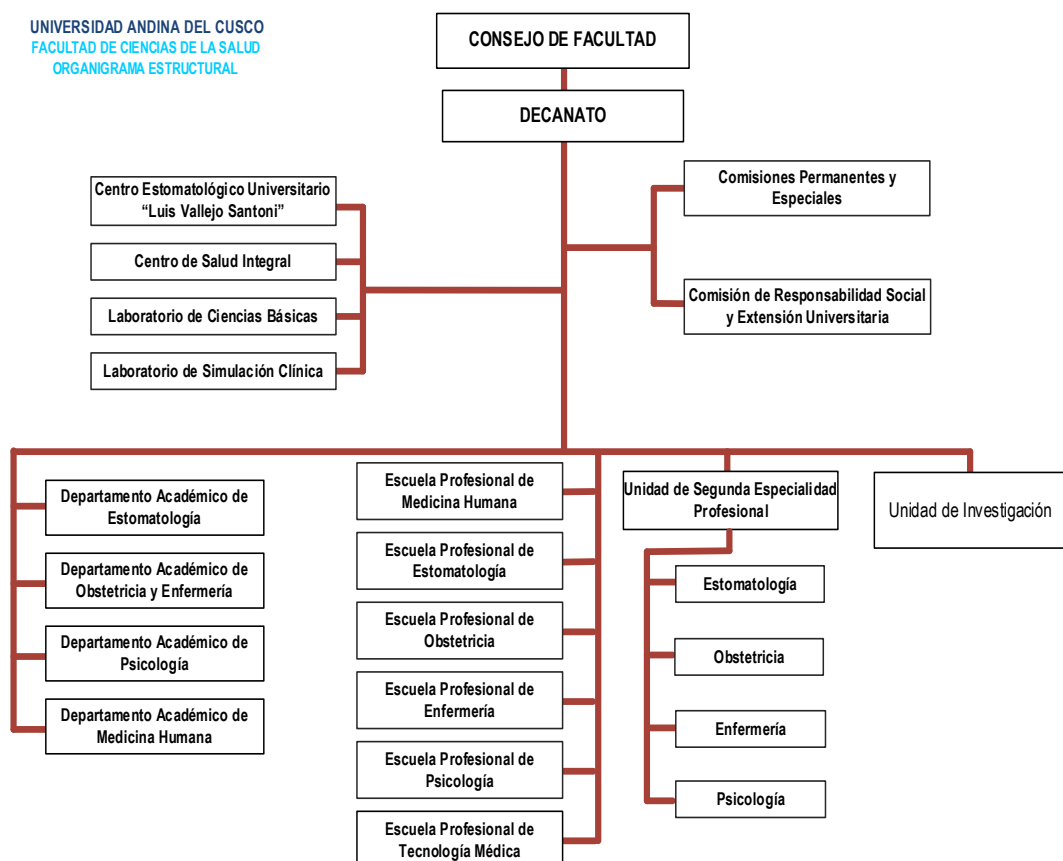 UNIVERSIDAD ANDINA DEL CUSCO
FACULTAD DE CIENCIAS DE LA SALUD
ORGANIGRAMA ESTRUCTURAL
CONSEJO DE FACULTAD
DECANATO
Centro Estomatológico Universitario
“Luis Vallejo Santoni”
Centro de Salud Integral
Laboratorio de Ciencias Básicas
Laboratorio de Simulación Clínica
Comisiones Permanentes y
Especiales
Comisión de Responsabilidad Social
y Extensión Universitaria
Departamento Académico de
Estomatología
Departamento Académico de
Obstetricia y Enfermería
Departamento Académico de
Psicología
Departamento Académico de
Medicina Humana
Escuela Profesional de
Medicina Humana
Escuela Profesional de
Estomatología
Escuela Profesional de
Obstetricia
Escuela Profesional de
Enfermería
Escuela Profesional de
Psicología
Escuela Profesional de
Tecnología Médica
Unidad de Segunda Especialidad
Profesional
Estomatología
Obstetricia
Enfermería
Psicología
Unidad de Investigación